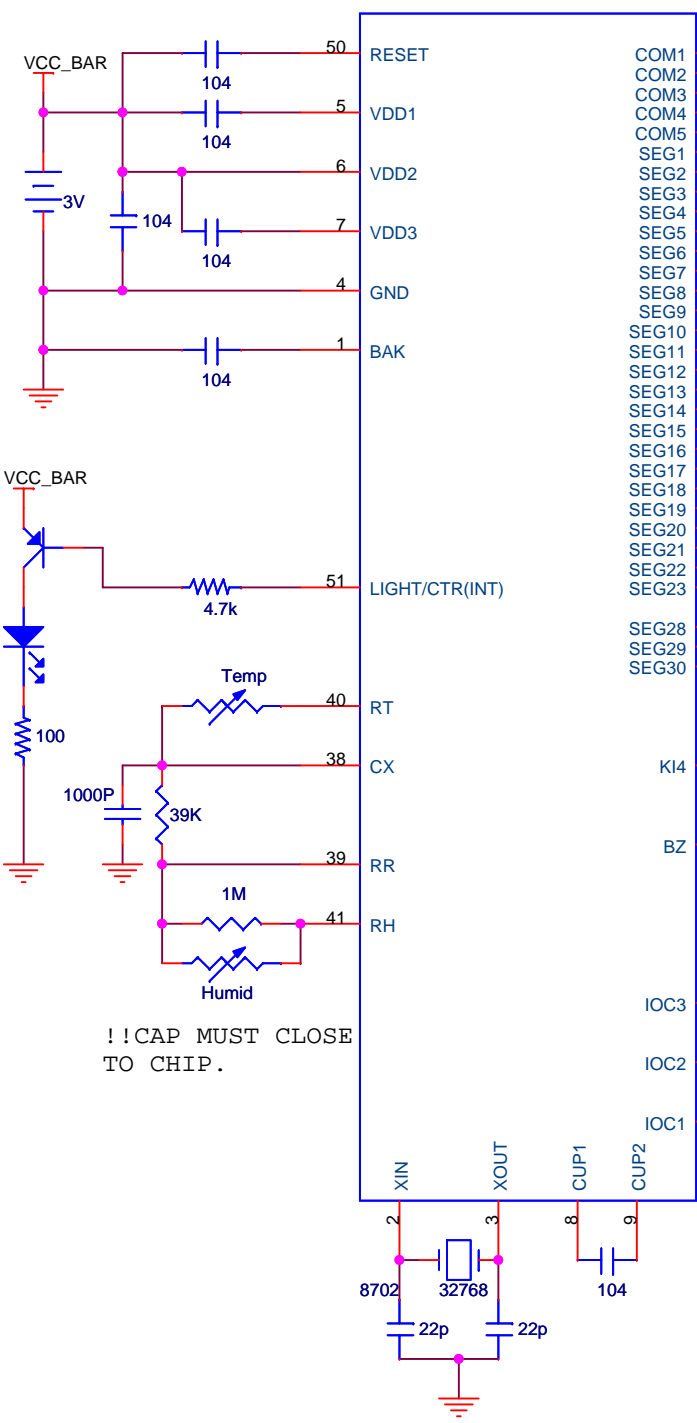 VCC_BAR
104
50
RESET
104
5
VDD1
6
VDD2
3V
104
104
7
VDD3
4
GND
104
1
BAK
VCC_BAR
4.7k
51
LIGHT/CTR(INT)
100
Temp
40
RT
1000P
38
CX
39K
39
RR
1M
41
RH
Humid
!!CAP MUST CLOSE
TO CHIP.
COM1
COM2
COM3
COM4
COM5
SEG1
SEG2
SEG3
SEG4
SEG5
SEG6
SEG7
SEG8
SEG9
SEG10
SEG11
SEG12
SEG13
SEG14
SEG15
SEG16
SEG17
SEG18
SEG19
SEG20
SEG21
SEG22
SEG23
SEG28
SEG29
SEG30
KI4
BZ
IOC3
IOC2
IOC1
XIN
XOUT
CUP1
CUP2
2
3
8
9
8702
32768
104
22p
22p